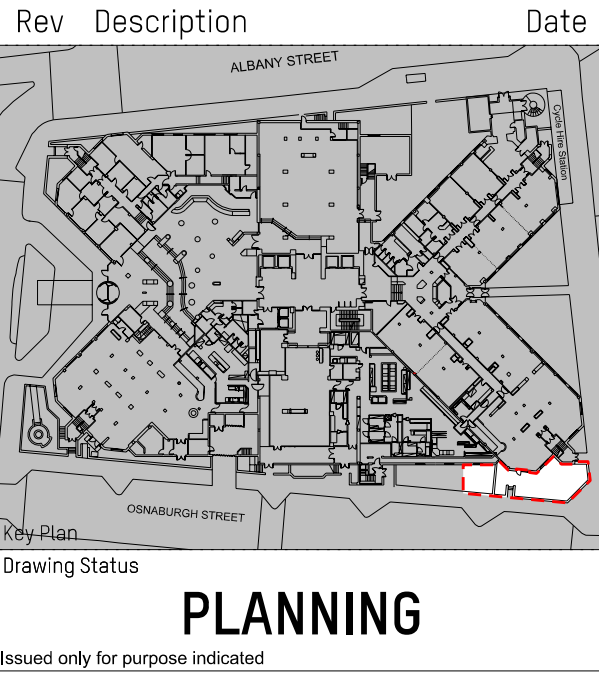 Rev Description Date
ALBANY STREET
Cycle Hire Station
OSNABURGH STREET
Key Plan
Drawing Status
PLANNING
Issued only for purpose indicated